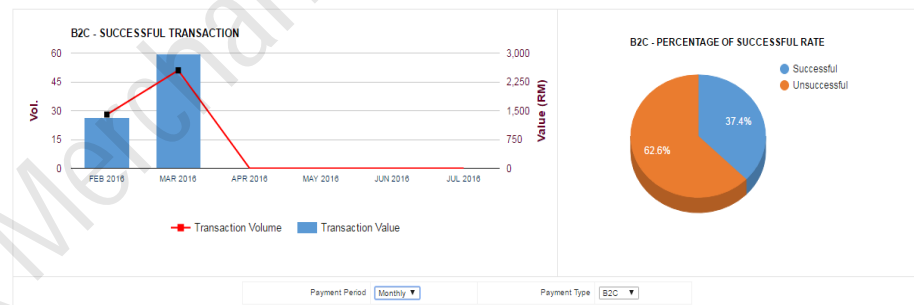 B2C - SUCCESSFUL TRANSACTION
60
45
30
15
0
Vol.
3,000
2,250
1,500
750
0
Value (RM)
FEB 2016 MAR 2016 APR 2016 MAY 2016 JUN 2016 JUL 2016
Transaction Volume Transaction Value
B2C - PERCENTAGE OF SUCCESSFUL RATE
Successful
Unsuccessful
37.4%
62.6%
Payment Period Monthly Payment Type B2C